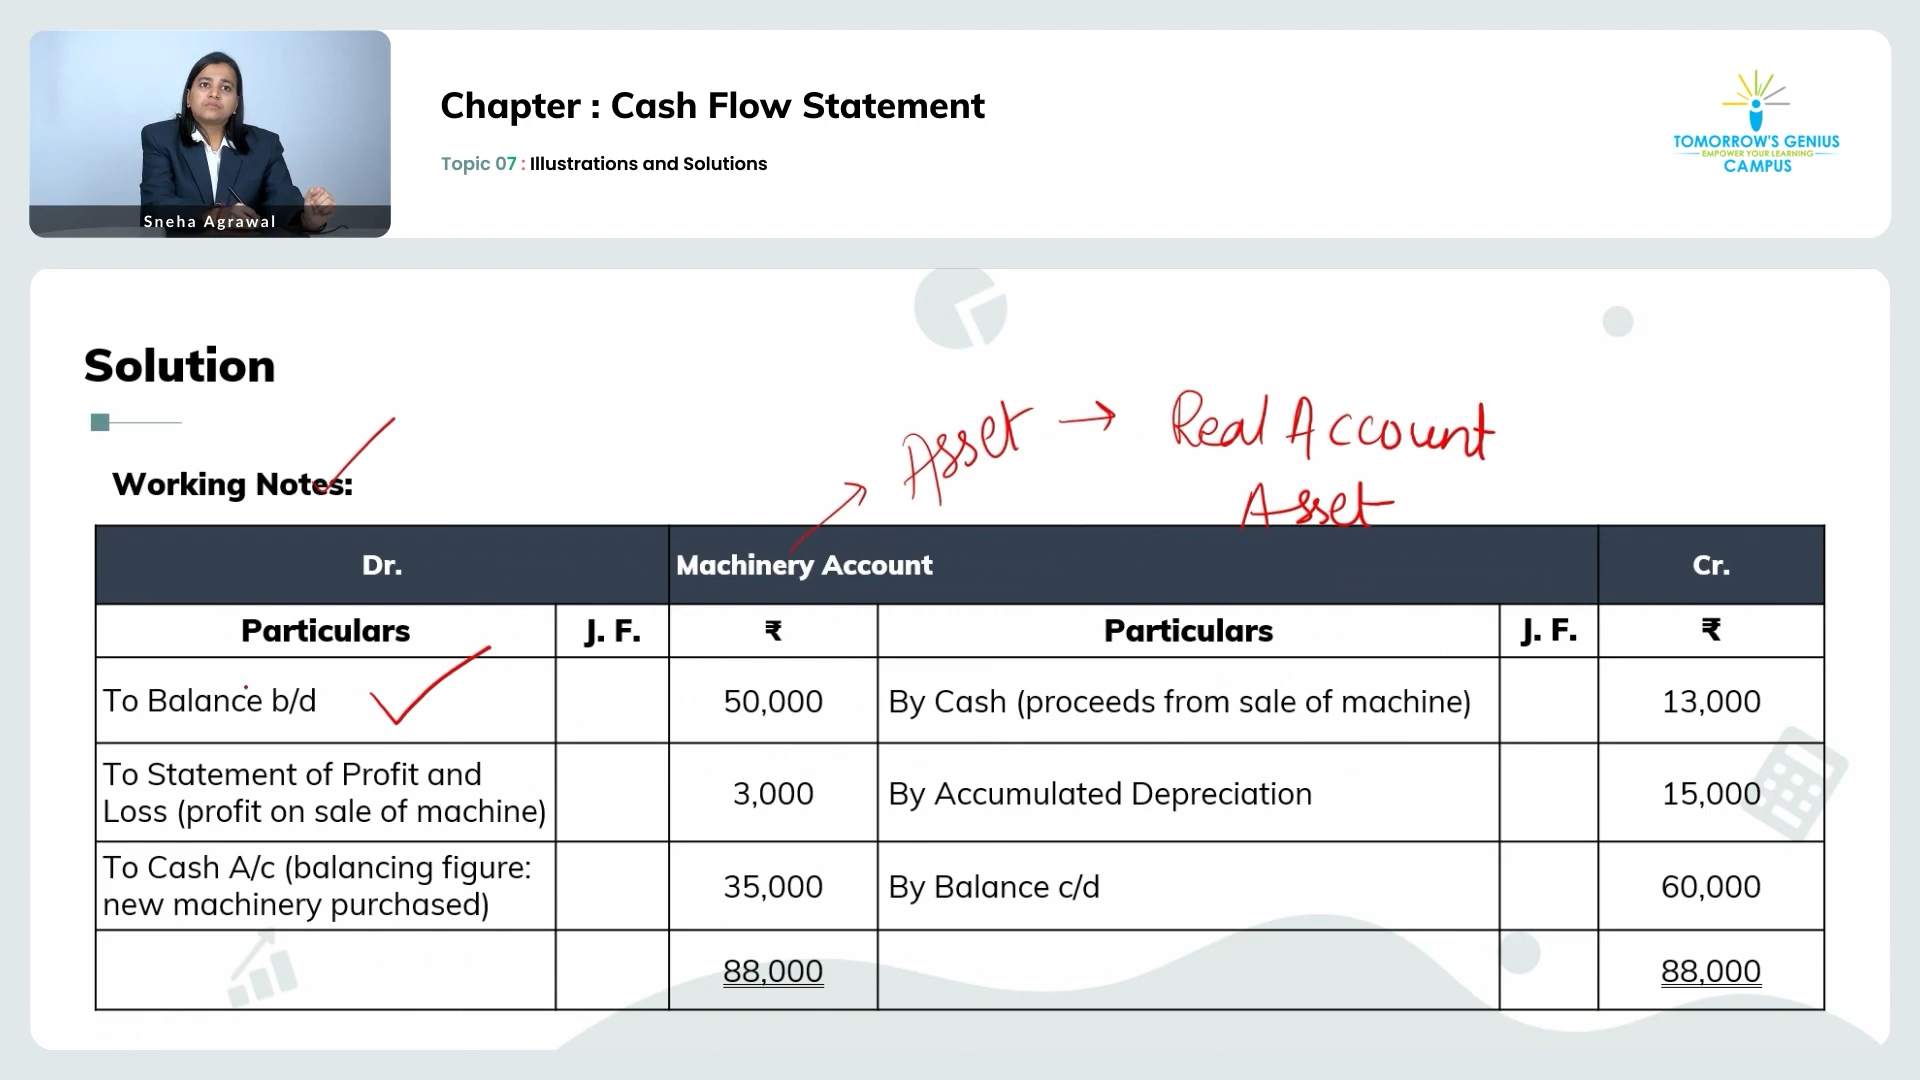 Sneha Agrawal
Chapter : Cash Flow Statement
Topic 07 : Illustrations and Solutions
TOMORROW'S GENIUS
EMPOWER YOUR LEARNING
CAMPUS
Solution
Asset → Real Account
Asset
Working Notes:
Dr. Machinery Account Cr.
Particulars J. F. ₹ Particulars J. F. ₹
To Balance b/d 50,000 By Cash (proceeds from sale of machine) 13,000
To Statement of Profit and
Loss (profit on sale of machine) 3,000 By Accumulated Depreciation 15,000
To Cash A/c (balancing figure:
new machinery purchased) 35,000 By Balance c/d 60,000
88,000 88,000